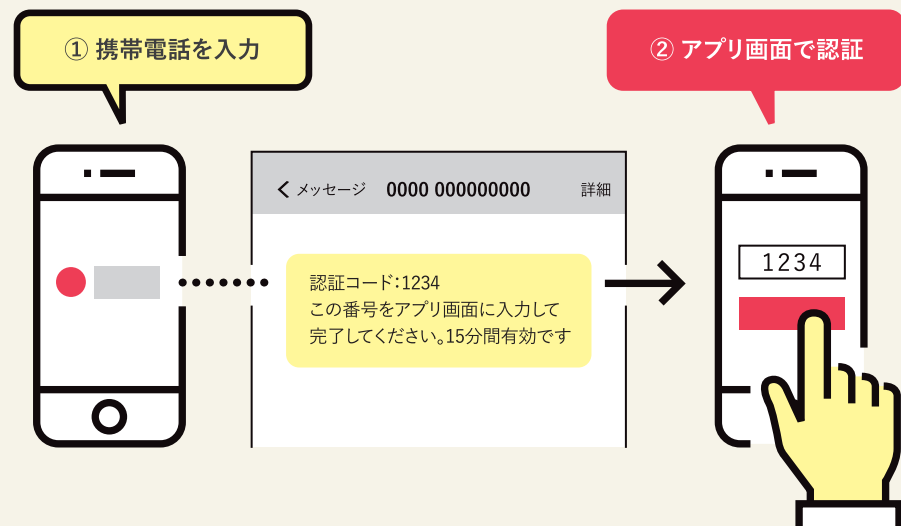 ① 携帯電話を入力
② アプリ画面で認証
メッセージ 0000 000000000 詳細
認証コード:1234
この番号をアプリ画面に入力して
完了してください。15分間有効です
1234